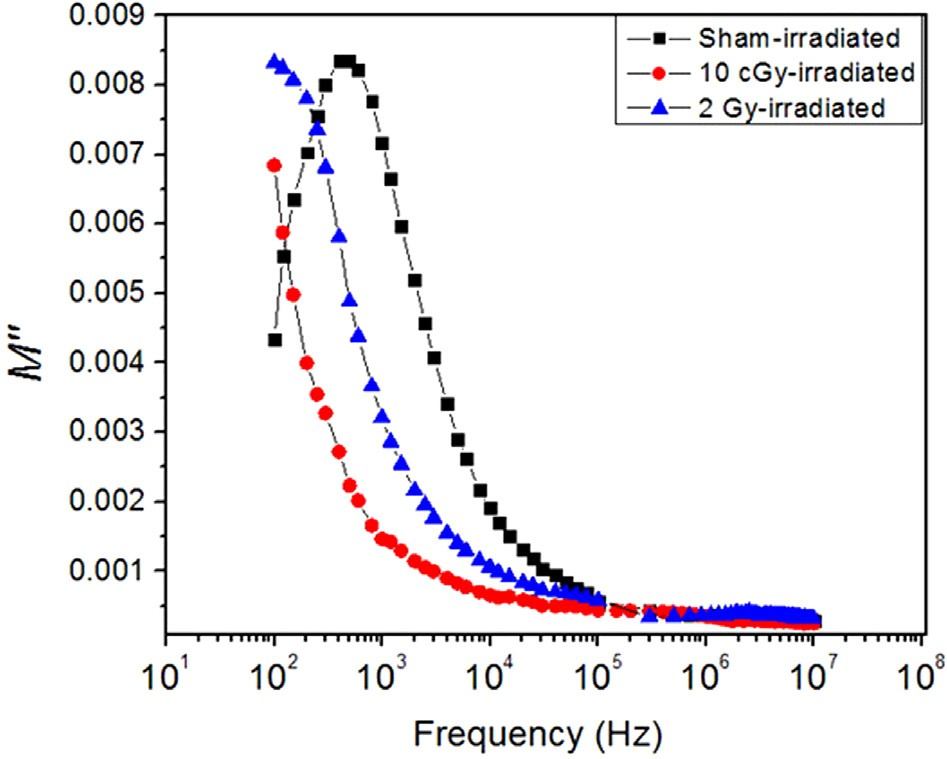 0.009
0.008
0.007
0.006
0.005
0.004
0.003
0.002
0.001
M''
Sham-irradiated
10 cGy-irradiated
2 Gy-irradiated
10¹ 10² 10³ 10⁴ 10⁵ 10⁶ 10⁷ 10⁸
Frequency (Hz)